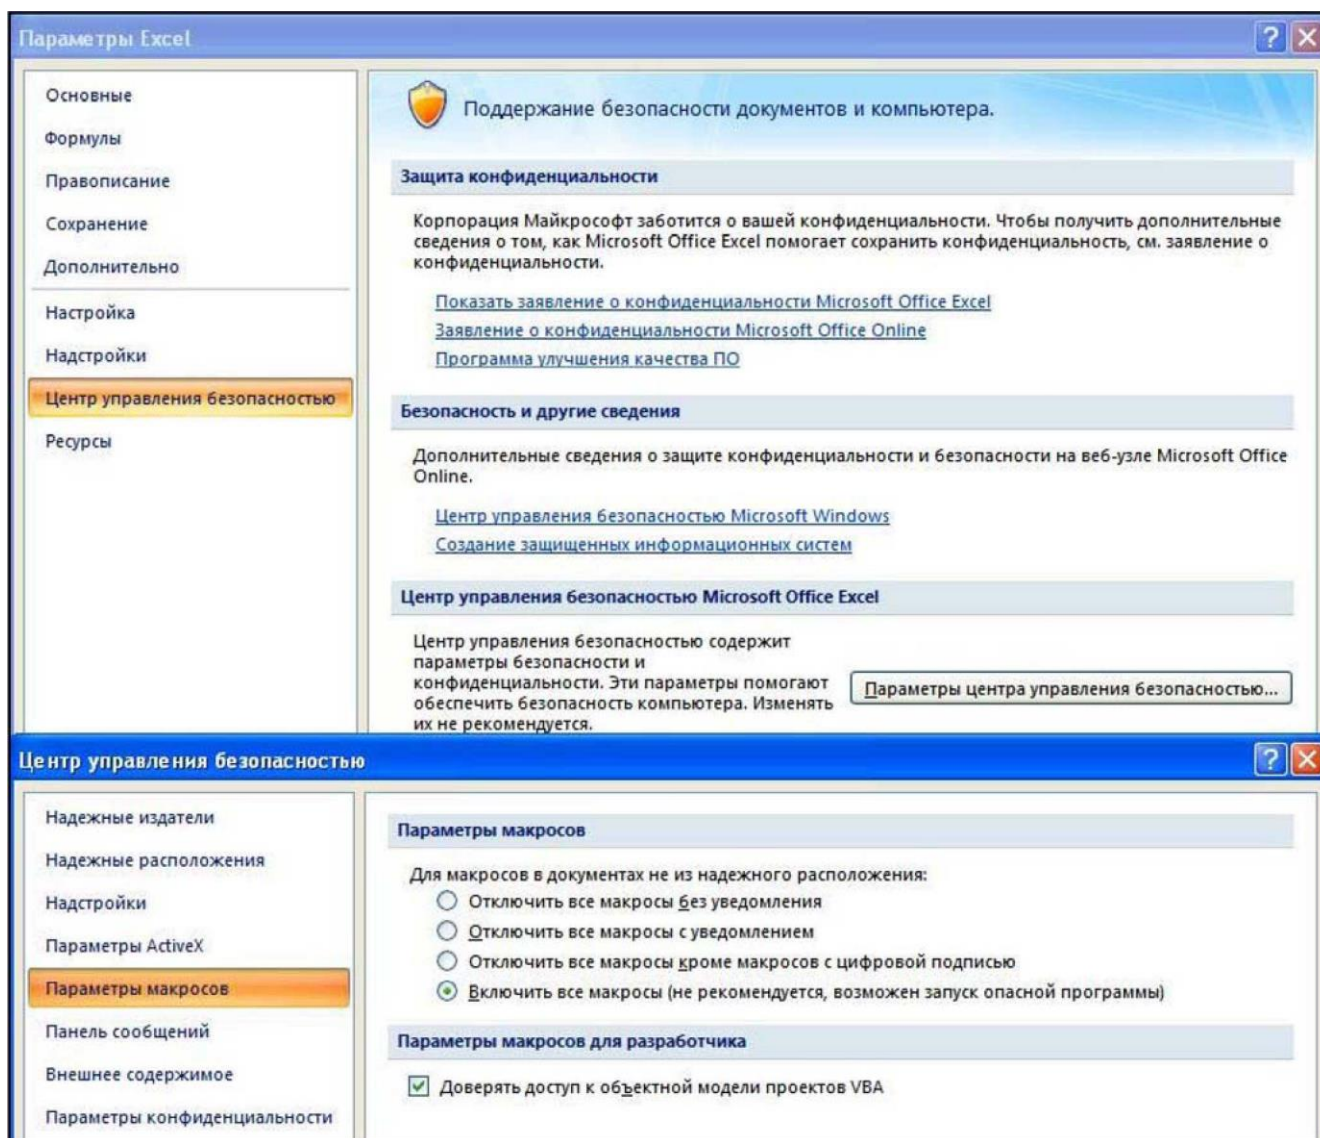 Параметры Excel
Основные
Формулы
Правописание
Сохранение
Дополнительно
Настройка
Надстройки
Центр управления безопасностью
Ресурсы
Поддержание безопасности документов и компьютера.
Защита конфиденциальности
Корпорация Майкрософт заботится о вашей конфиденциальности. Чтобы получить дополнительные
сведения о том, как Microsoft Office Excel помогает сохранить конфиденциальность, см. заявление о
конфиденциальности.
Показать заявление о конфиденциальности Microsoft Office Excel
Заявление о конфиденциальности Microsoft Office Online
Программа улучшения качества ПО
Безопасность и другие сведения
Дополнительные сведения о защите конфиденциальности и безопасности на веб-узле Microsoft Office
Online.
Центр управления безопасностью Microsoft Windows
Создание защищенных информационных систем
Центр управления безопасностью Microsoft Office Excel
Центр управления безопасностью содержит
параметры безопасности и
конфиденциальности. Эти параметры помогают
обеспечить безопасность компьютера. Изменять
их не рекомендуется.
Параметры центра управления безопасностью...
Центр управления безопасностью
Надежные издатели
Надежные расположения
Надстройки
Параметры ActiveX
Параметры макросов
Панель сообщений
Внешнее содержимое
Параметры конфиденциальности
Параметры макросов
Для макросов в документах не из надежного расположения:
Отключить все макросы без уведомления
Отключить все макросы с уведомлением
Отключить все макросы кроме макросов с цифровой подписью
Включить все макросы (не рекомендуется, возможен запуск опасной программы)
Параметры макросов для разработчика
Доверять доступ к объектной модели проектов VBA